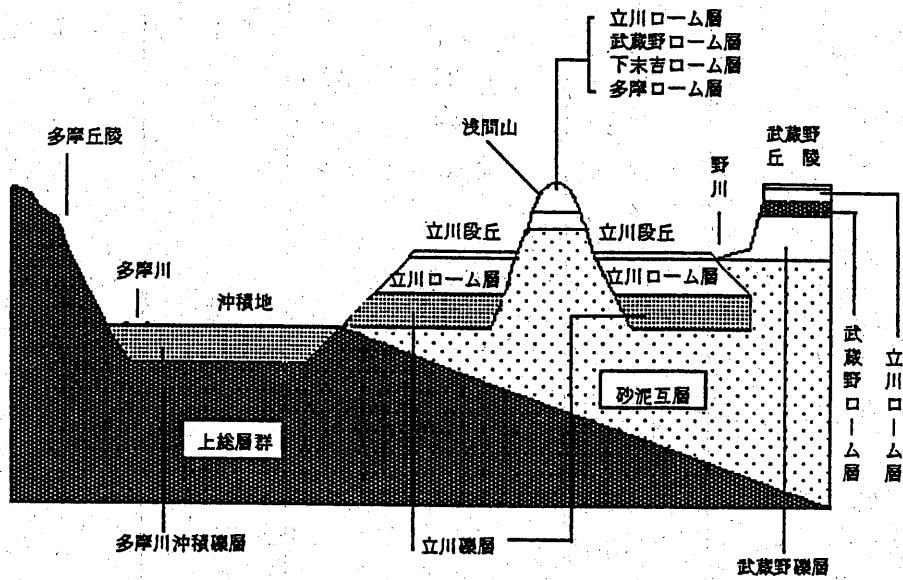 立川ローム層
武蔵野ローム層
下末吉ローム層
多摩ローム層
多摩丘陵
浅間山
野川
武蔵野
丘陵
立川段丘
立川段丘
多摩川
沖積地
立川ローム層
立川ローム層
武蔵野ローム層
立川ローム層
砂泥互層
上総層群
多摩川沖積礫層
立川礫層
武蔵野礫層